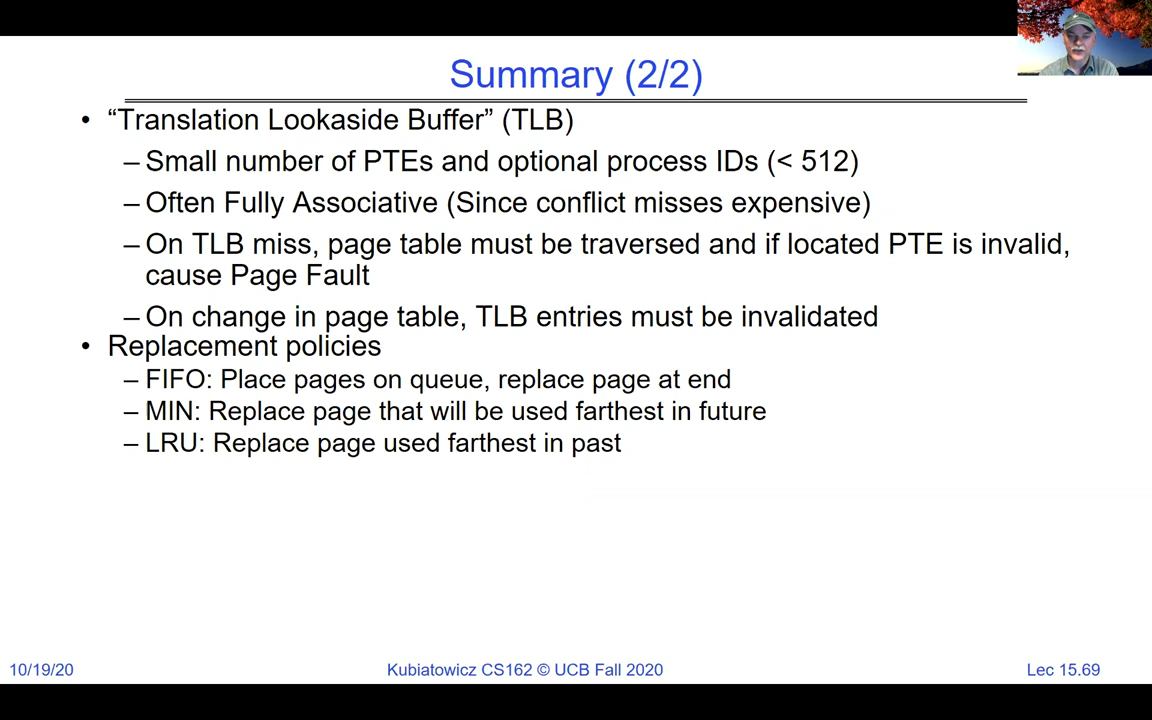 Summary (2/2)
• “Translation Lookaside Buffer” (TLB)
– Small number of PTEs and optional process IDs (< 512)
– Often Fully Associative (Since conflict misses expensive)
– On TLB miss, page table must be traversed and if located PTE is invalid,
cause Page Fault
– On change in page table, TLB entries must be invalidated
• Replacement policies
– FIFO: Place pages on queue, replace page at end
– MIN: Replace page that will be used farthest in future
– LRU: Replace page used farthest in past
10/19/20
Kubiatowicz CS162 © UCB Fall 2020
Lec 15.69